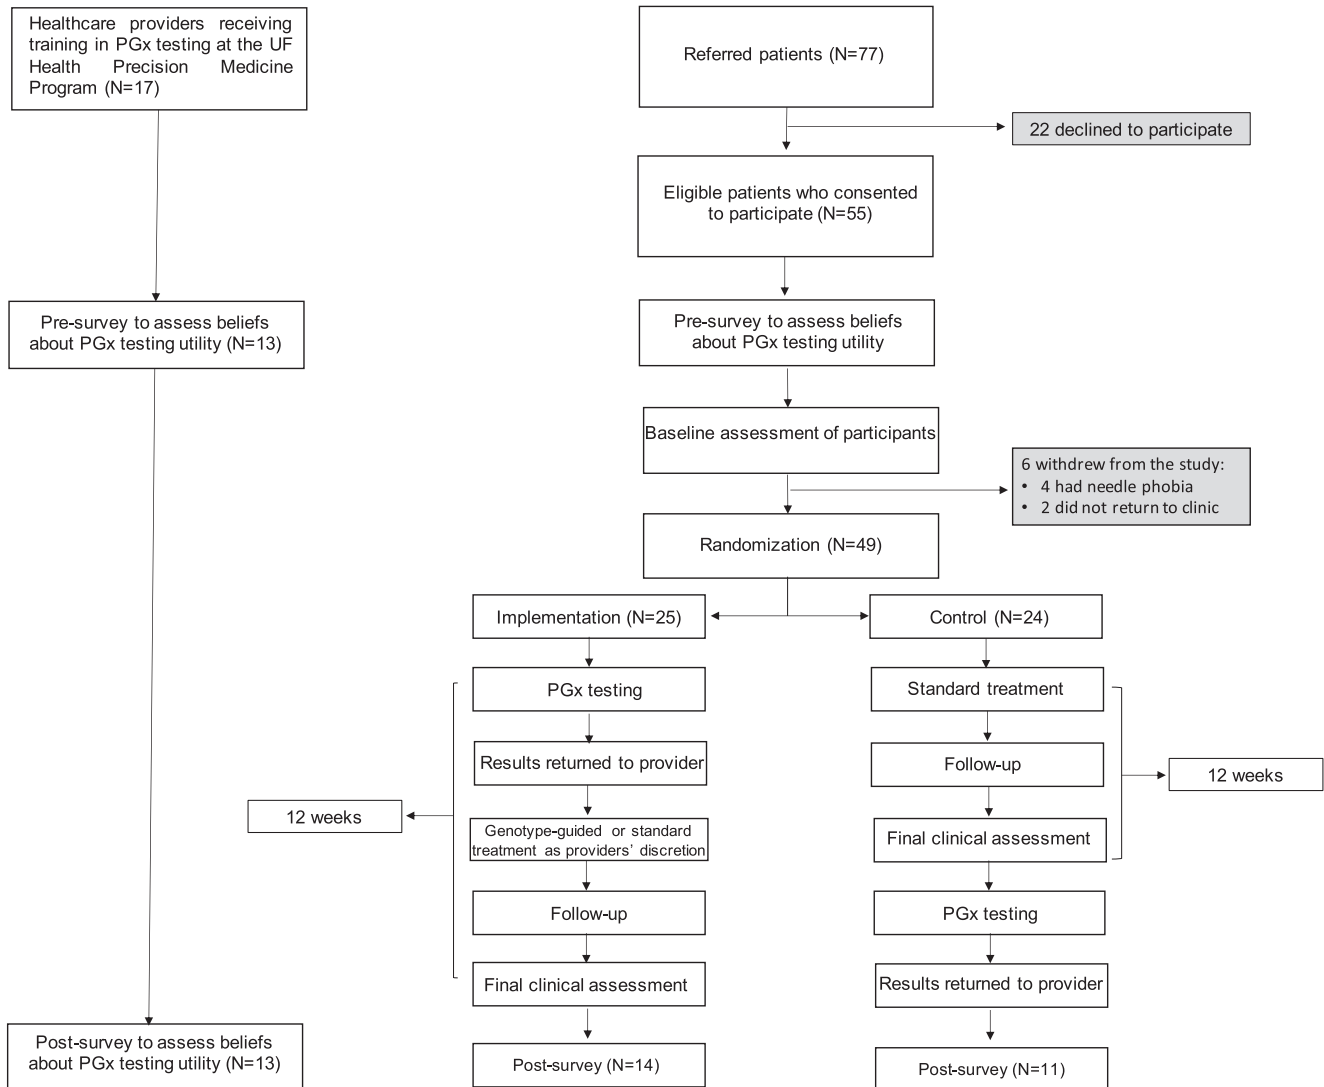 Healthcare providers receiving
training in PGx testing at the UF
Health Precision Medicine
Program (N=17)
Referred patients (N=77)
22 declined to participate
Eligible patients who consented
to participate (N=55)
Pre-survey to assess beliefs
about PGx testing utility (N=13)
Pre-survey to assess beliefs
about PGx testing utility
Baseline assessment of participants
6 withdrew from the study:
• 4 had needle phobia
• 2 did not return to clinic
Randomization (N=49)
Implementation (N=25)
Control (N=24)
PGx testing
Standard treatment
Results returned to provider
Follow-up
12 weeks
12 weeks
Genotype-guided or standard
treatment as providers’ discretion
Final clinical assessment
Follow-up
PGx testing
Final clinical assessment
Results returned to provider
Post-survey to assess beliefs
about PGx testing utility (N=13)
Post-survey (N=14)
Post-survey (N=11)